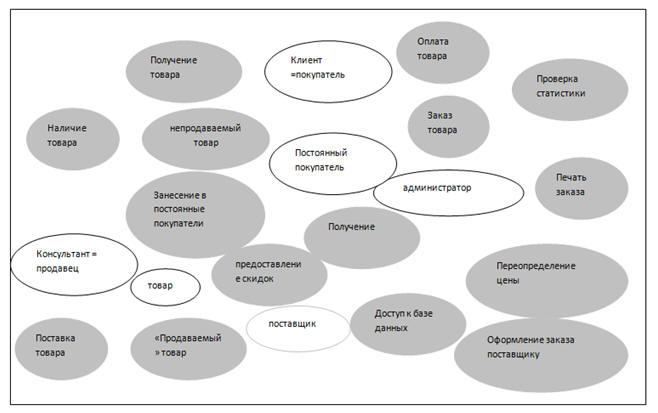 Получение
товара
Клиент
=покупатель
Оплата
товара
Проверка
статистики
Наличие
товара
непродаваемый
товар
Заказ
товара
Постоянный
покупатель
администратор
Печать
заказа
Занесение в
постоянные
покупатели
Получение
Консультант =
продавец
товар
предоставлени
е скидок
Переопределение
цены
поставщик
Доступ к базе
данных
Поставка
товара
«Продаваемый
» товар
Оформление заказа
поставщику